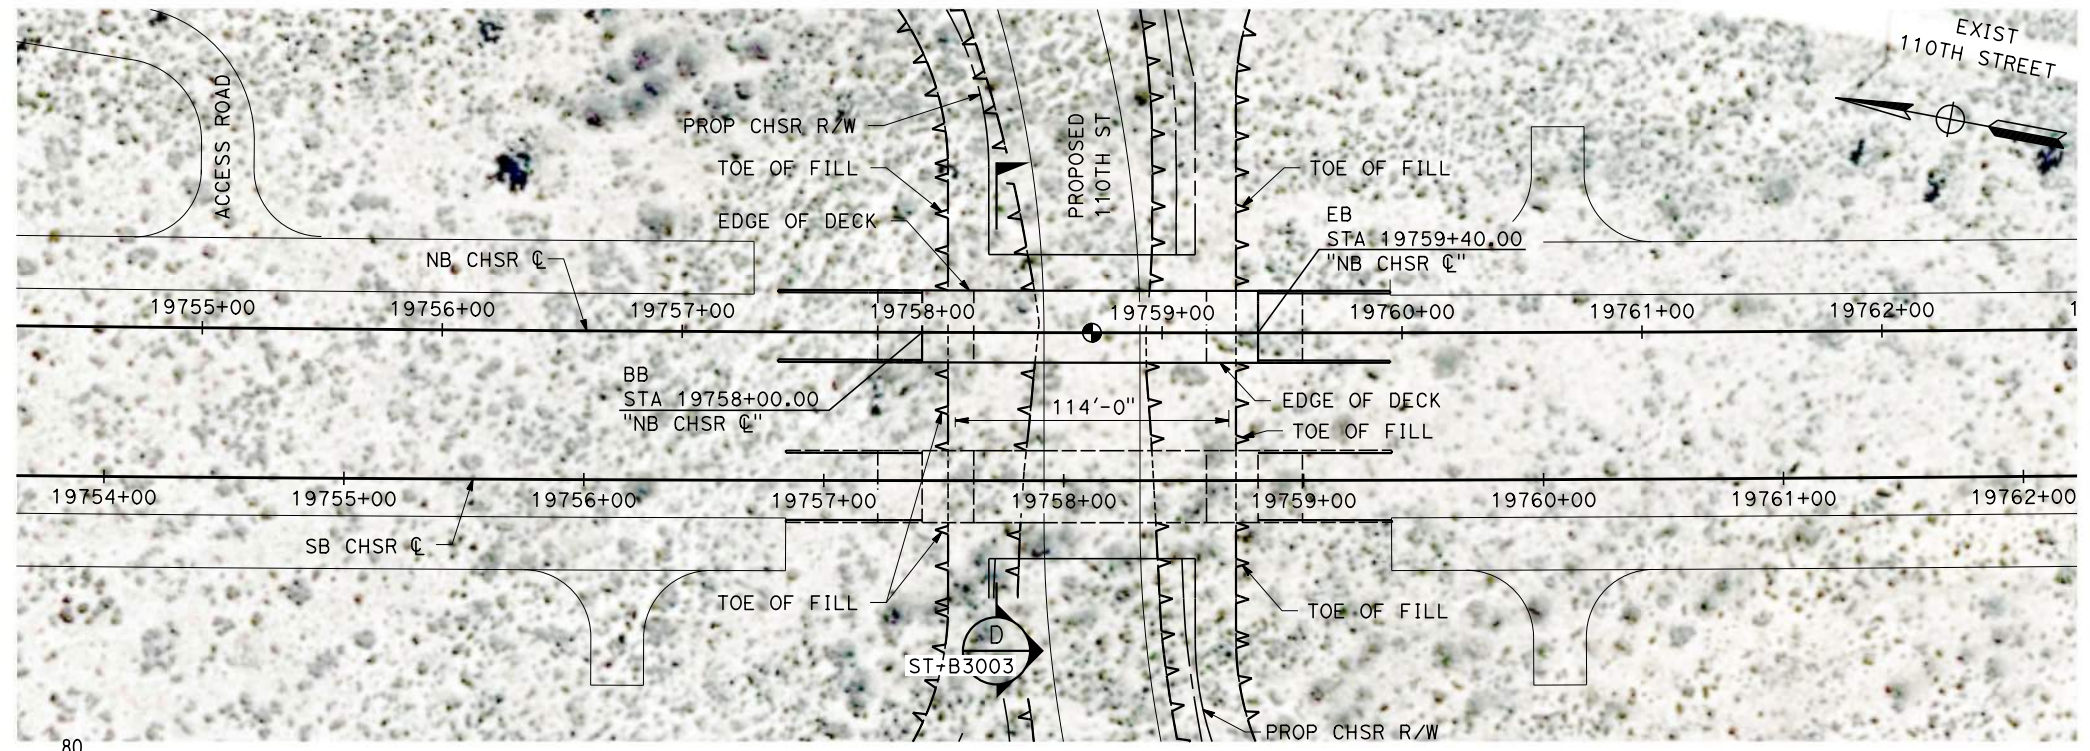 EXIST
110TH STREET
ACCESS ROAD
PROP CHSR R/W
PROPOSED
110TH ST
TOE OF FILL
TOE OF FILL
EDGE OF DECK
EB
STA 19759+40.00
"NB CHSR ℄"
NB CHSR ℄
19755+00
19756+00
19757+00
19758+00
19759+00
19760+00
19761+00
19762+00
1
BB
STA 19758+00.00
"NB CHSR ℄"
114'-0"
EDGE OF DECK
TOE OF FILL
19754+00
19755+00
19756+00
19757+00
19758+00
19759+00
19760+00
19761+00
19762+00
SB CHSR ℄
TOE OF FILL
TOE OF FILL
D
ST-B3003
PROP CHSR R/W
80